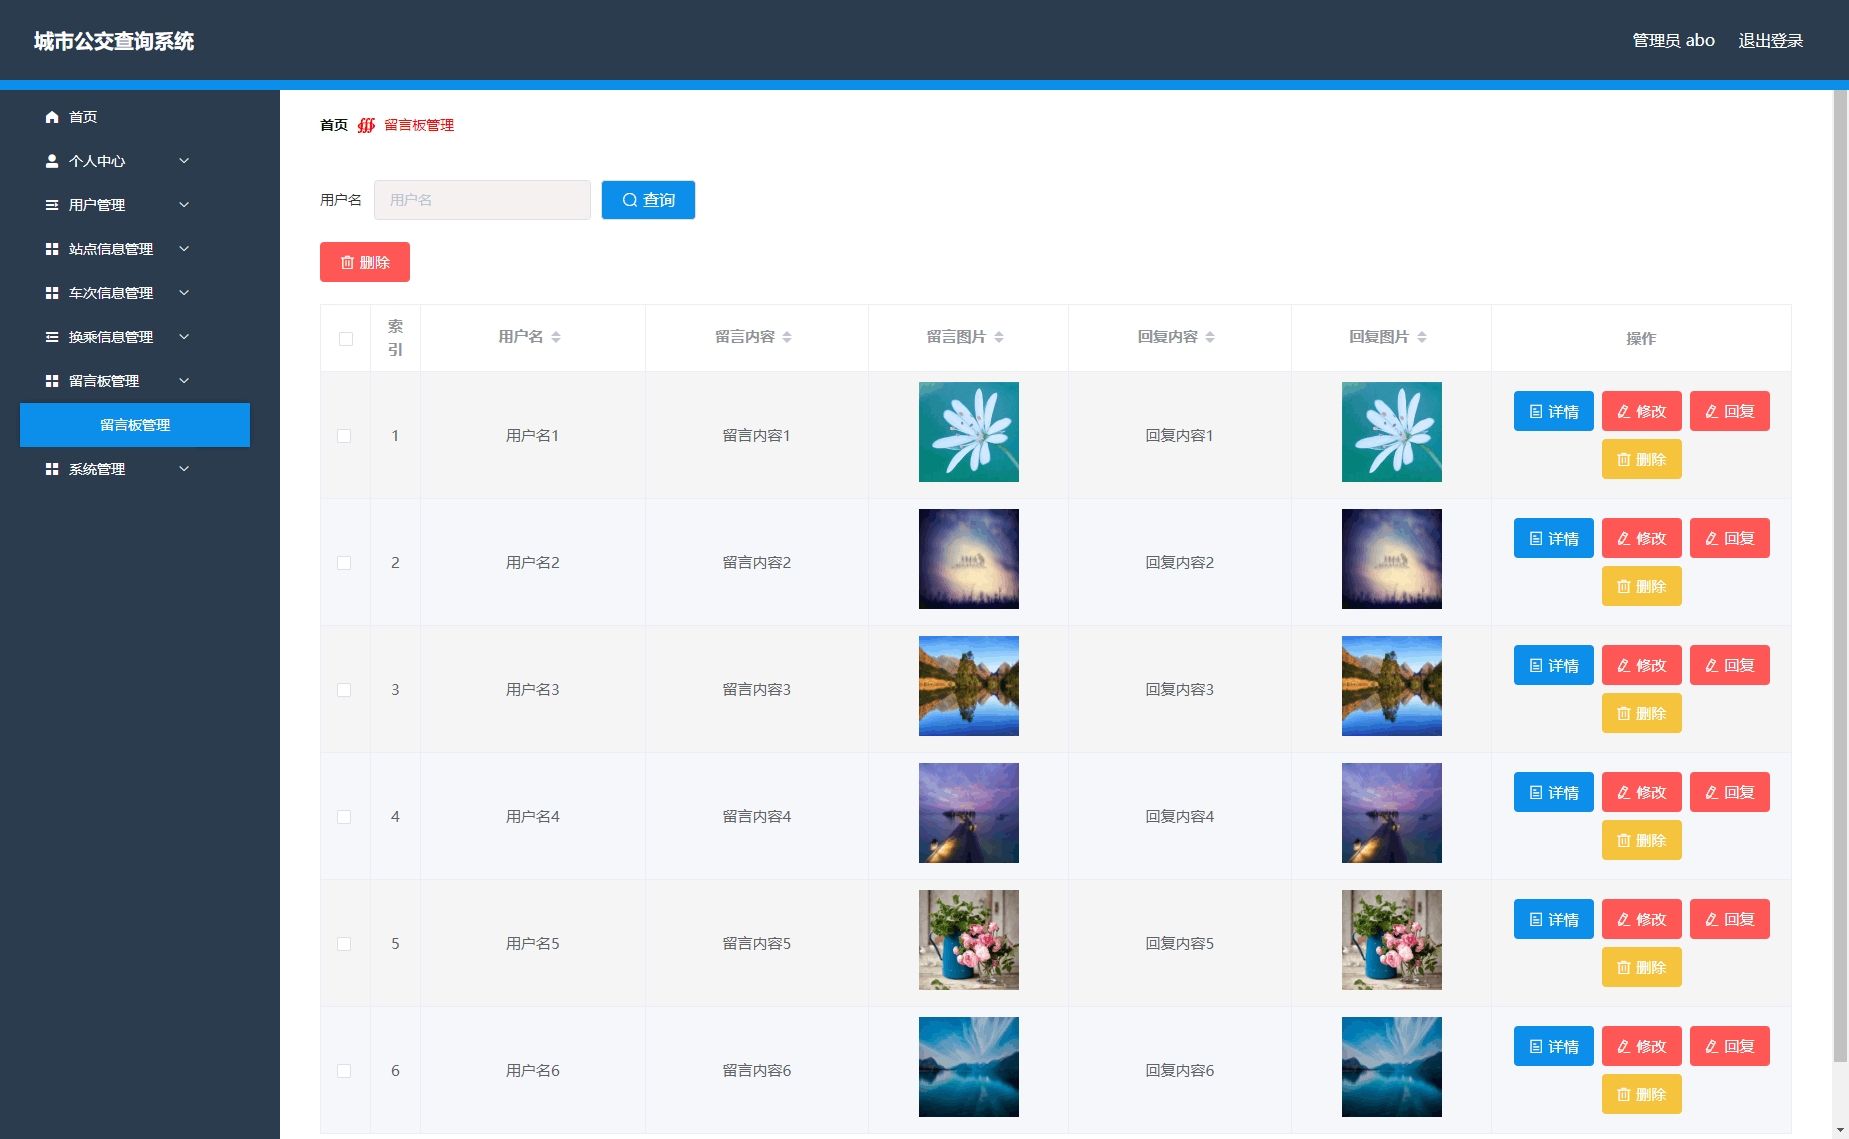 城市公交查询系统
管理员 abo 退出登录
首页
个人中心
用户管理
站点信息管理
车次信息管理
换乘信息管理
留言板管理
留言板管理
系统管理
首页 留言板管理
用户名 用户名 查询
删除
索引 用户名 留言内容 留言图片 回复内容 回复图片 操作
1 用户名1 留言内容1 回复内容1 详情 修改 回复
删除
2 用户名2 留言内容2 回复内容2 详情 修改 回复
删除
3 用户名3 留言内容3 回复内容3 详情 修改 回复
删除
4 用户名4 留言内容4 回复内容4 详情 修改 回复
删除
5 用户名5 留言内容5 回复内容5 详情 修改 回复
删除
6 用户名6 留言内容6 回复内容6 详情 修改 回复
删除